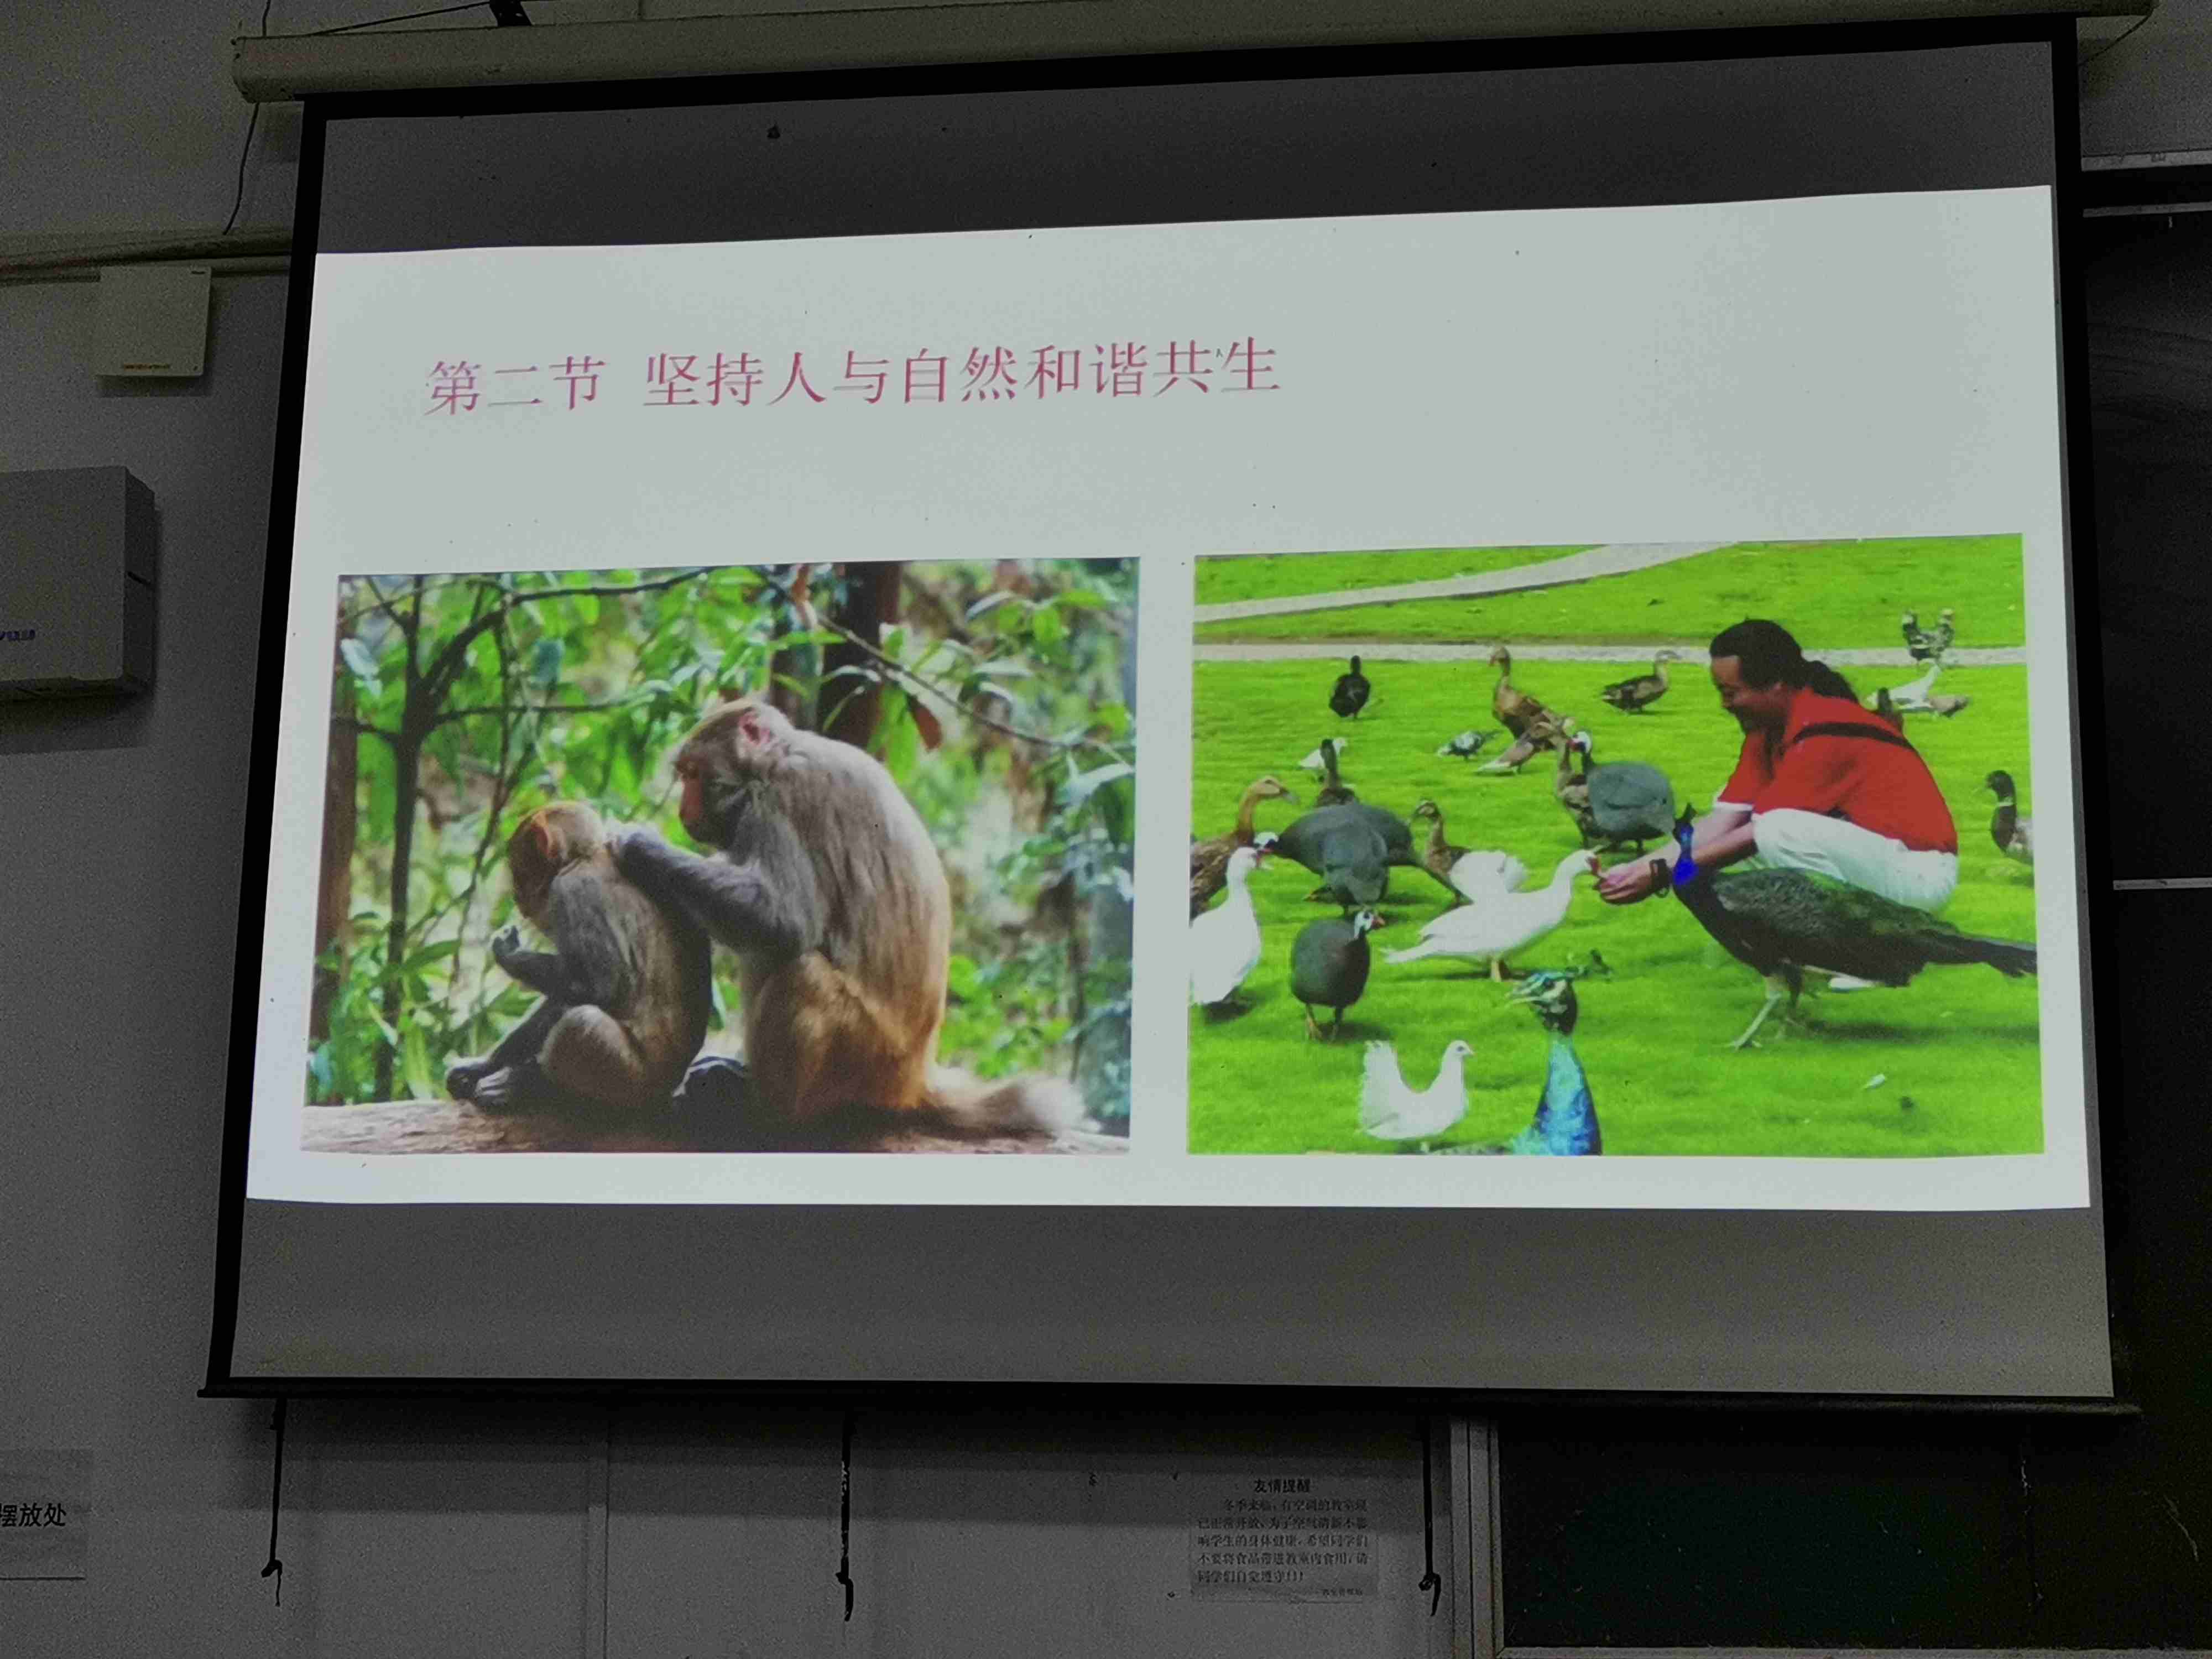 第二节 坚持人与自然和谐共生
摆放处
友情提醒
冬季来临，有空调的教室现
已正常开放，为了空气清新不影
响学生的身体健康，希望同学们
不要将食品带进教室内食用，请
同学们自觉遵守！！！